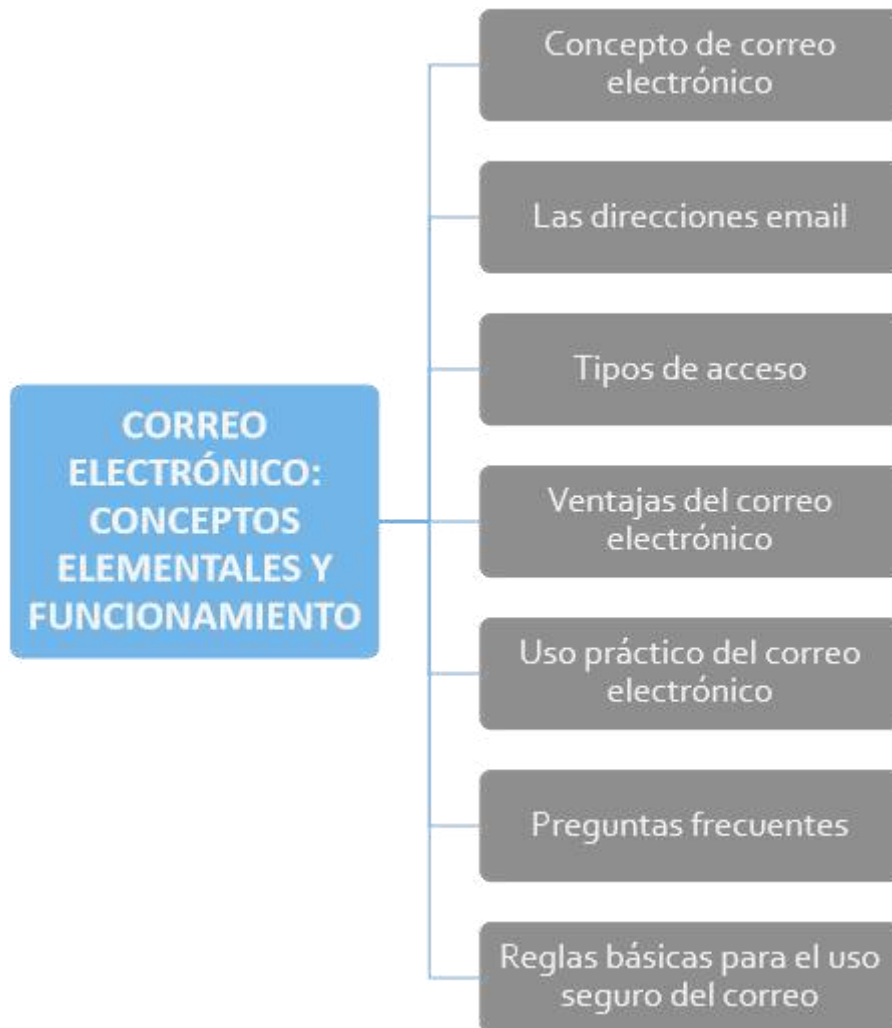 CORREO
ELECTRÓNICO:
CONCEPTOS
ELEMENTALES Y
FUNCIONAMIENTO
Concepto de correo
electrónico
Las direcciones email
Tipos de acceso
Ventajas del correo
electrónico
Uso práctico del correo
electrónico
Preguntas frecuentes
Reglas básicas para el uso
seguro del correo